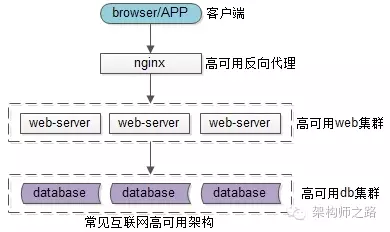 browser/APP 客户端
nginx 高可用反向代理
web-server web-server web-server 高可用web集群
database database database 高可用db集群
常见互联网高可用架构 架构师之路